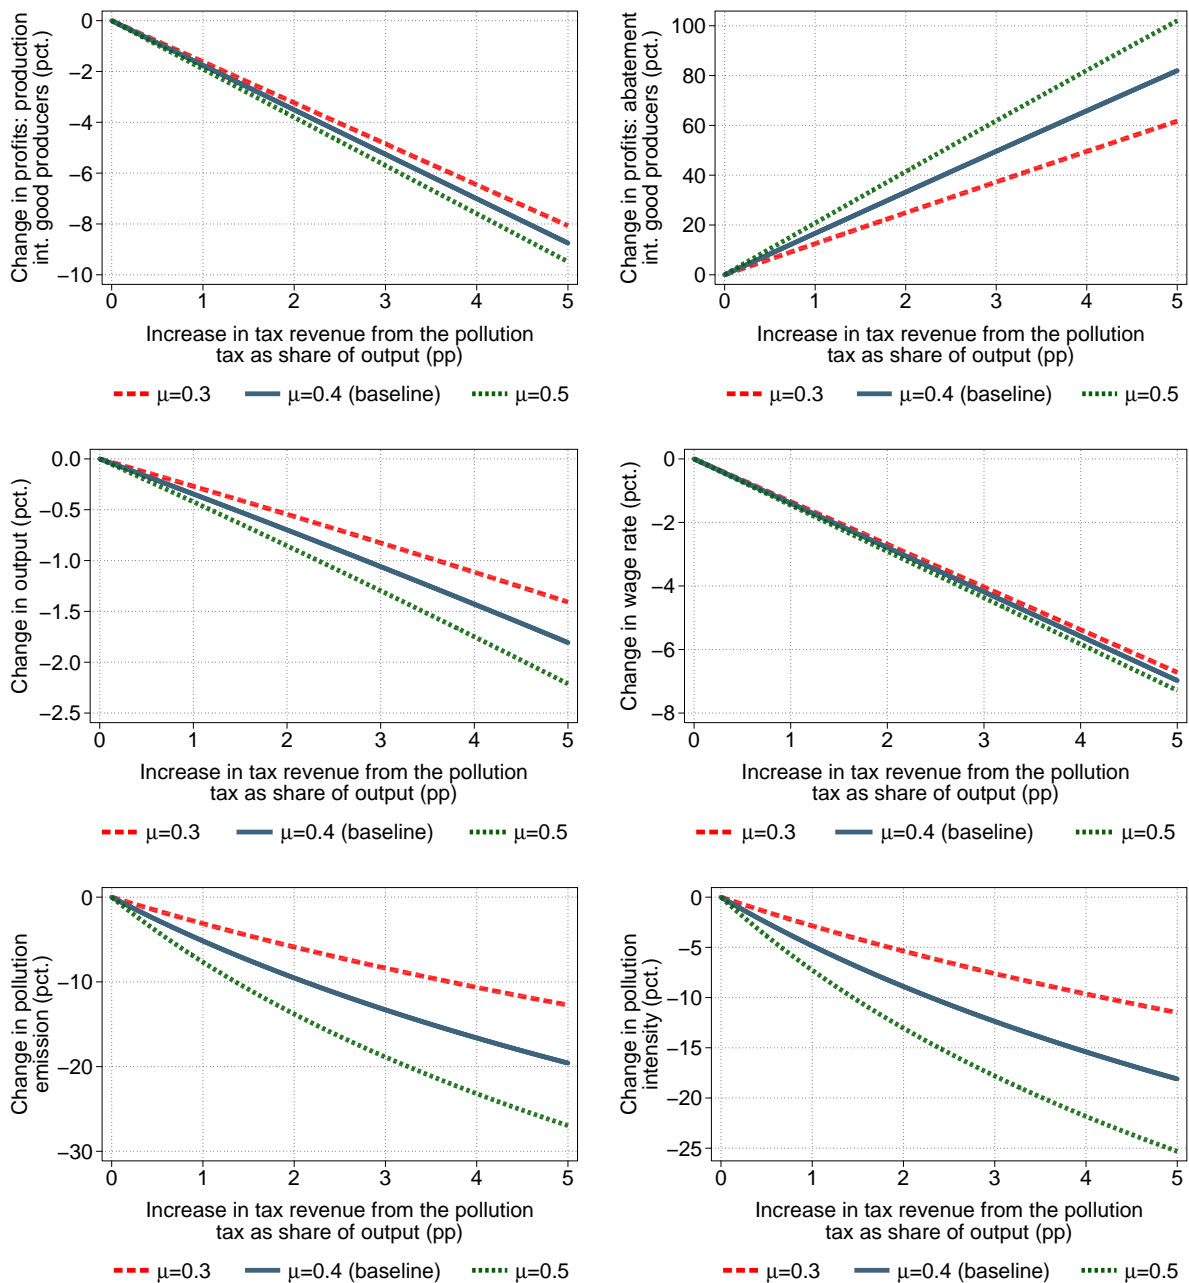 Change in profits: production
int. good producers (pct.)
0
−2
−4
−6
−8
−10
0 1 2 3 4 5
Increase in tax revenue from the pollution
tax as share of output (pp)
μ=0.3 μ=0.4 (baseline) μ=0.5
Change in profits: abatement
int. good producers (pct.)
100
80
60
40
20
0
0 1 2 3 4 5
Increase in tax revenue from the pollution
tax as share of output (pp)
μ=0.3 μ=0.4 (baseline) μ=0.5
Change in output (pct.)
0.0
−0.5
−1.0
−1.5
−2.0
−2.5
0 1 2 3 4 5
Increase in tax revenue from the pollution
tax as share of output (pp)
μ=0.3 μ=0.4 (baseline) μ=0.5
Change in wage rate (pct.)
0
−2
−4
−6
−8
0 1 2 3 4 5
Increase in tax revenue from the pollution
tax as share of output (pp)
μ=0.3 μ=0.4 (baseline) μ=0.5
Change in pollution
emission (pct.)
0
−10
−20
−30
0 1 2 3 4 5
Increase in tax revenue from the pollution
tax as share of output (pp)
μ=0.3 μ=0.4 (baseline) μ=0.5
Change in pollution
intensity (pct.)
0
−5
−10
−15
−20
−25
0 1 2 3 4 5
Increase in tax revenue from the pollution
tax as share of output (pp)
μ=0.3 μ=0.4 (baseline) μ=0.5